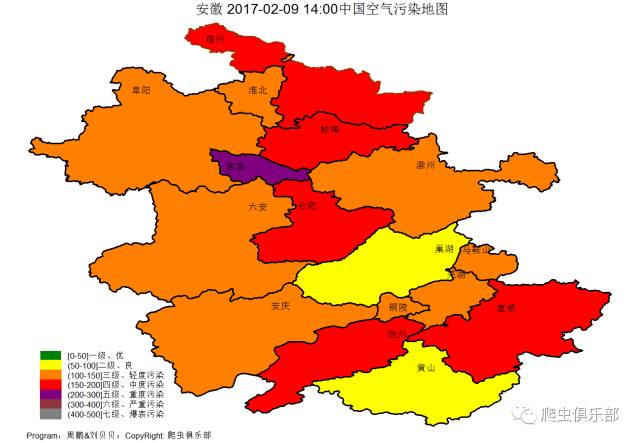 安徽 2017-02-09 14:00中国空气污染地图
宿州
阜阳
淮北
蚌埠
滁州
淮南
六安
合肥
巢湖
马鞍山
芜湖
安庆
铜陵
宣城
池州
黄山
[0-50]一级、优
(50-100]二级、良
(100-150]三级、轻度污染
(150-200]四级、中度污染
(200-300]五级、重度污染
(300-400]六、严重污染
(400-500]七级、爆表污染
爬虫俱乐部
Program：周鹏&刘贝贝；CopyRight: 爬虫俱乐部